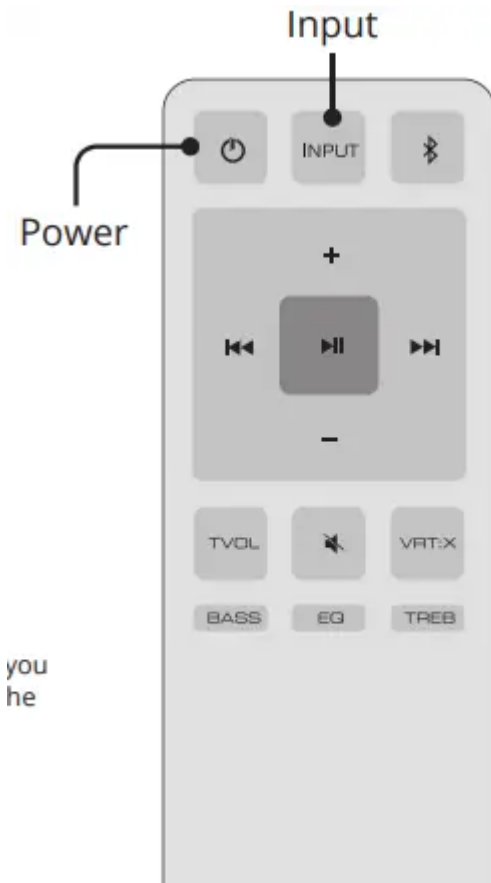 Input
INPUT
Power
+
−
TVOL VRT:X
BASS EQ TREB
you
he